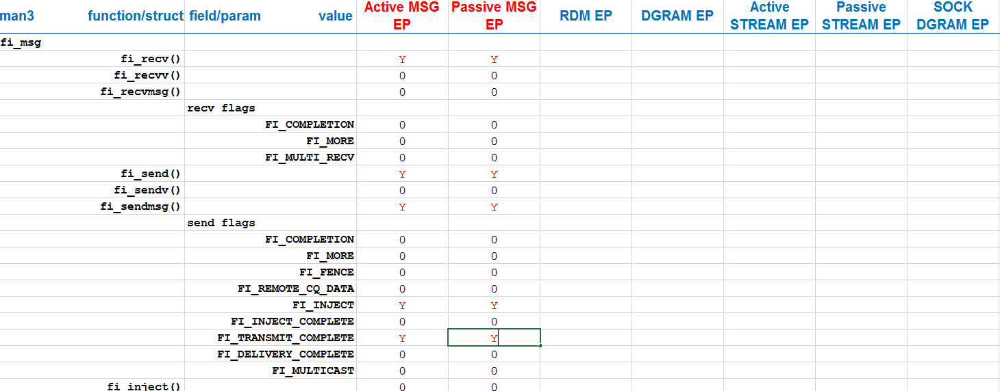 man3 function/struct field/param value Active MSG EP Passive MSG EP RDM EP DGRAM EP Active STREAM EP Passive STREAM EP SOCK DGRAM EP
fi_msg
fi_recv() Y Y
fi_recvv() 0 0
fi_recvmsg() 0 0
recv flags
FI_COMPLETION 0 0
FI_MORE 0 0
FI_MULTI_RECV 0 0
fi_send() Y Y
fi_sendv() 0 0
fi_sendmsg() Y Y
send flags
FI_COMPLETION 0 0
FI_MORE 0 0
FI_FENCE 0 0
FI_REMOTE_CQ_DATA 0 0
FI_INJECT Y Y
FI_INJECT_COMPLETE 0 0
FI_TRANSMIT_COMPLETE Y Y
FI_DELIVERY_COMPLETE 0 0
FI_MULTICAST 0 0
fi_inject() 0 0